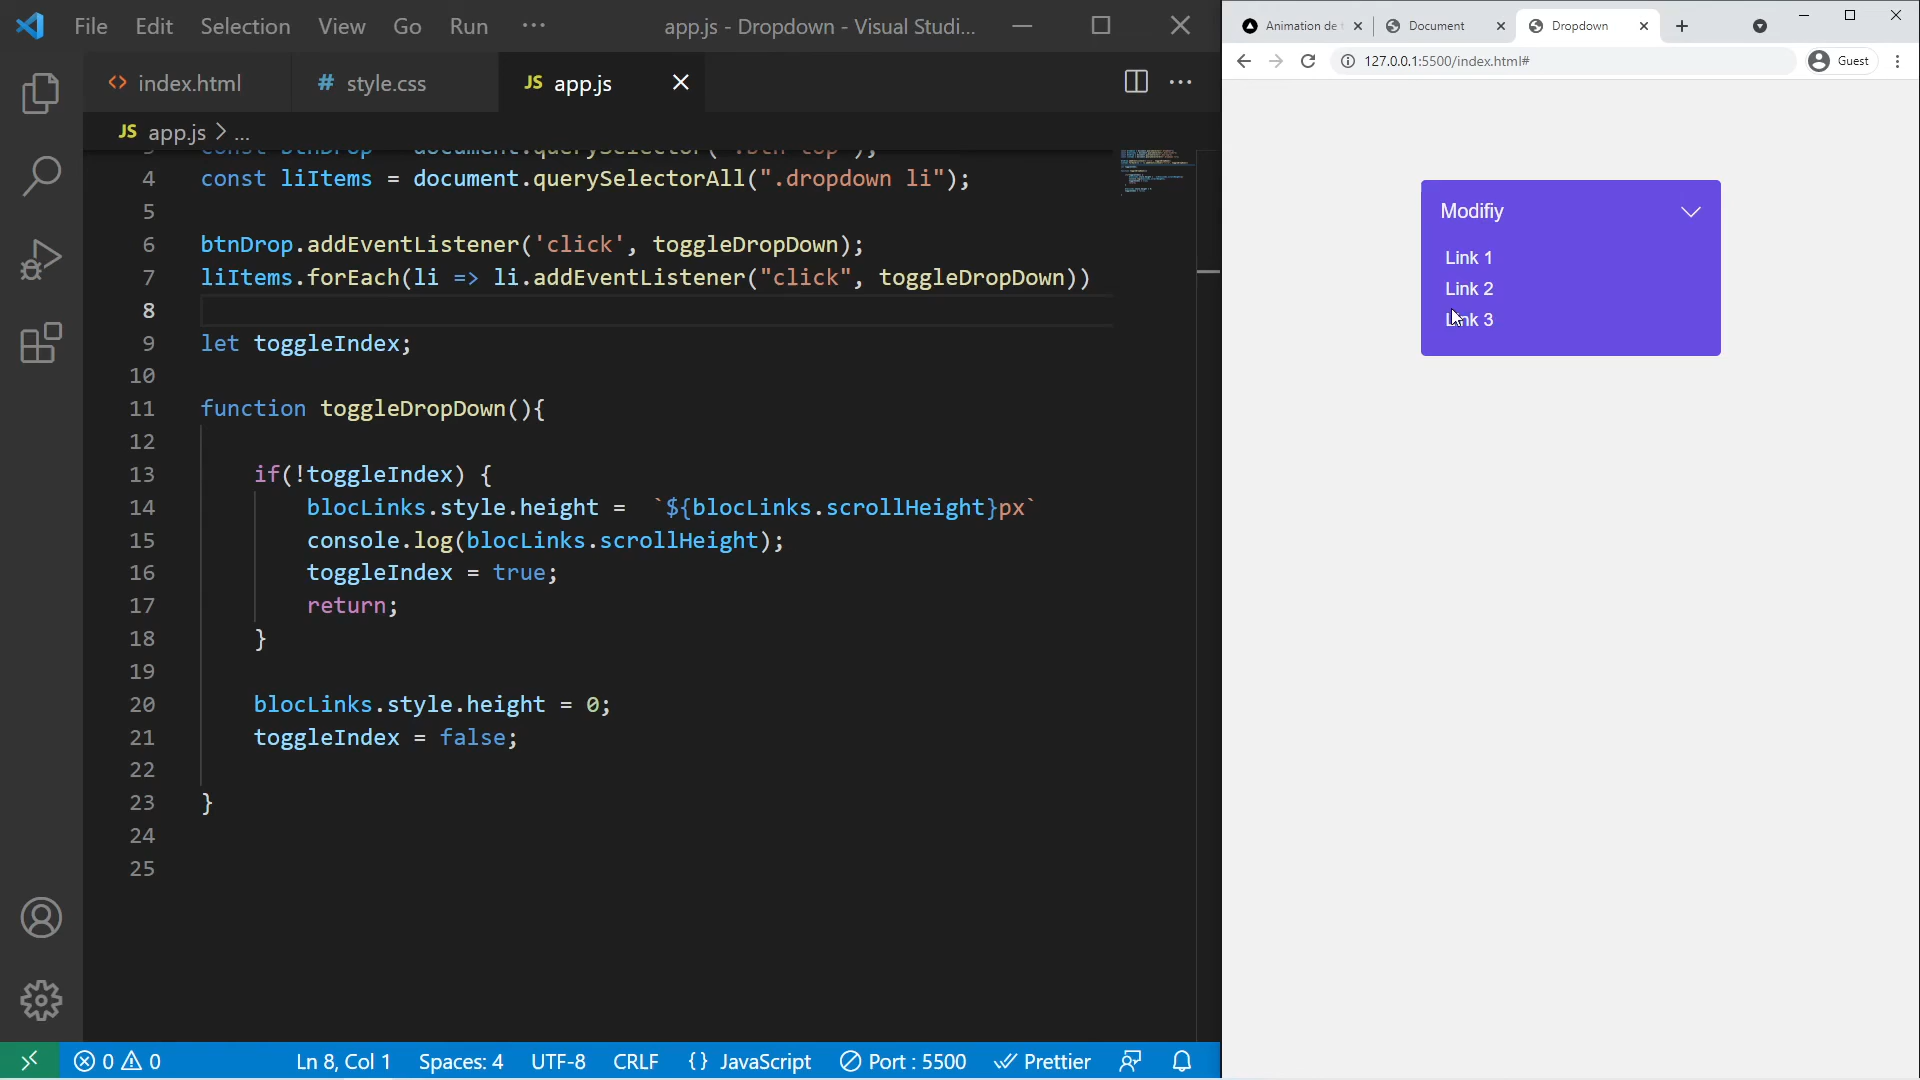 File Edit Selection View Go Run ··· app.js - Dropdown - Visual Studi...
index.html # style.css JS app.js
JS app.js > ...
4 const liItems = document.querySelectorAll(".dropdown li");
5
6 btnDrop.addEventListener('click', toggleDropDown);
7 liItems.forEach(li => li.addEventListener("click", toggleDropDown))
8
9 let toggleIndex;
10
11 function toggleDropDown(){
12
13 if(!toggleIndex) {
14 blocLinks.style.height = `${blocLinks.scrollHeight}px`
15 console.log(blocLinks.scrollHeight);
16 toggleIndex = true;
17 return;
18 }
19
20 blocLinks.style.height = 0;
21 toggleIndex = false;
22
23 }
24
25
0 0 Ln 8, Col 1 Spaces: 4 UTF-8 CRLF {} JavaScript Port : 5500 Prettier
Animation de Document Dropdown
127.0.0.1:5500/index.html# Guest
Modifiy
Link 1
Link 2
Link 3